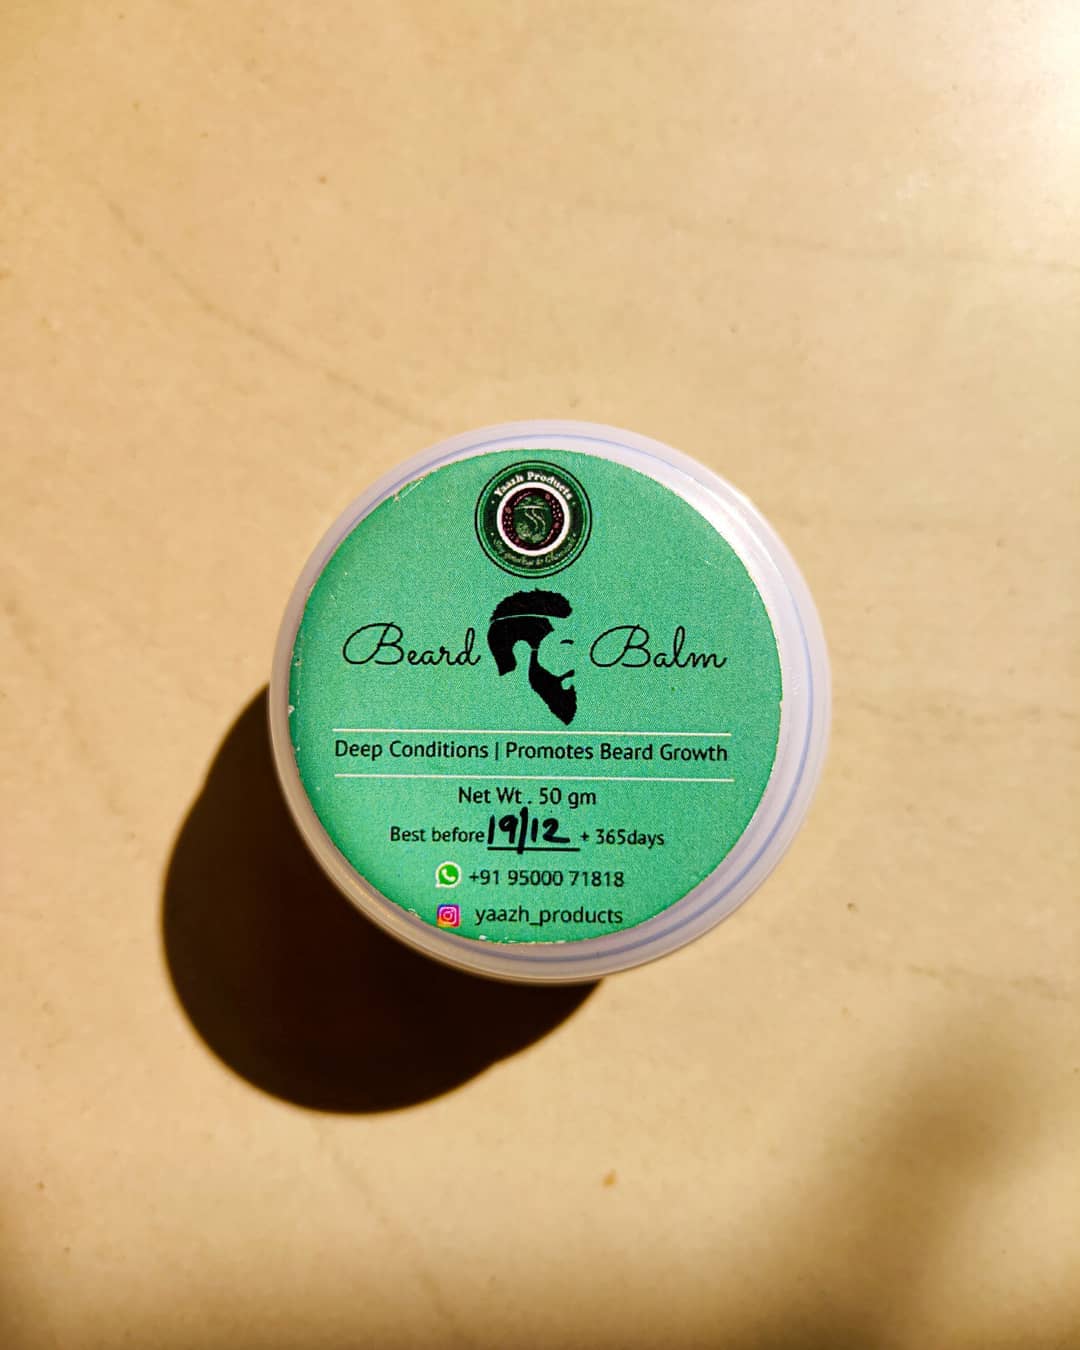 Yaazh Products
Beard Balm
Deep Conditions | Promotes Beard Growth
Net Wt . 50 gm
Best before 19/12 + 365days
+91 95000 71818
yaazh_products